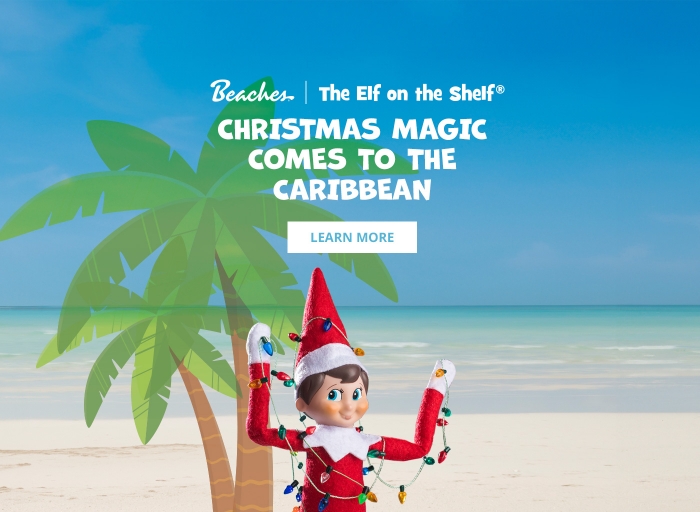 Beaches. | The Elf on the Shelf®
CHRISTMAS MAGIC
COMES TO THE
CARIBBEAN
LEARN MORE